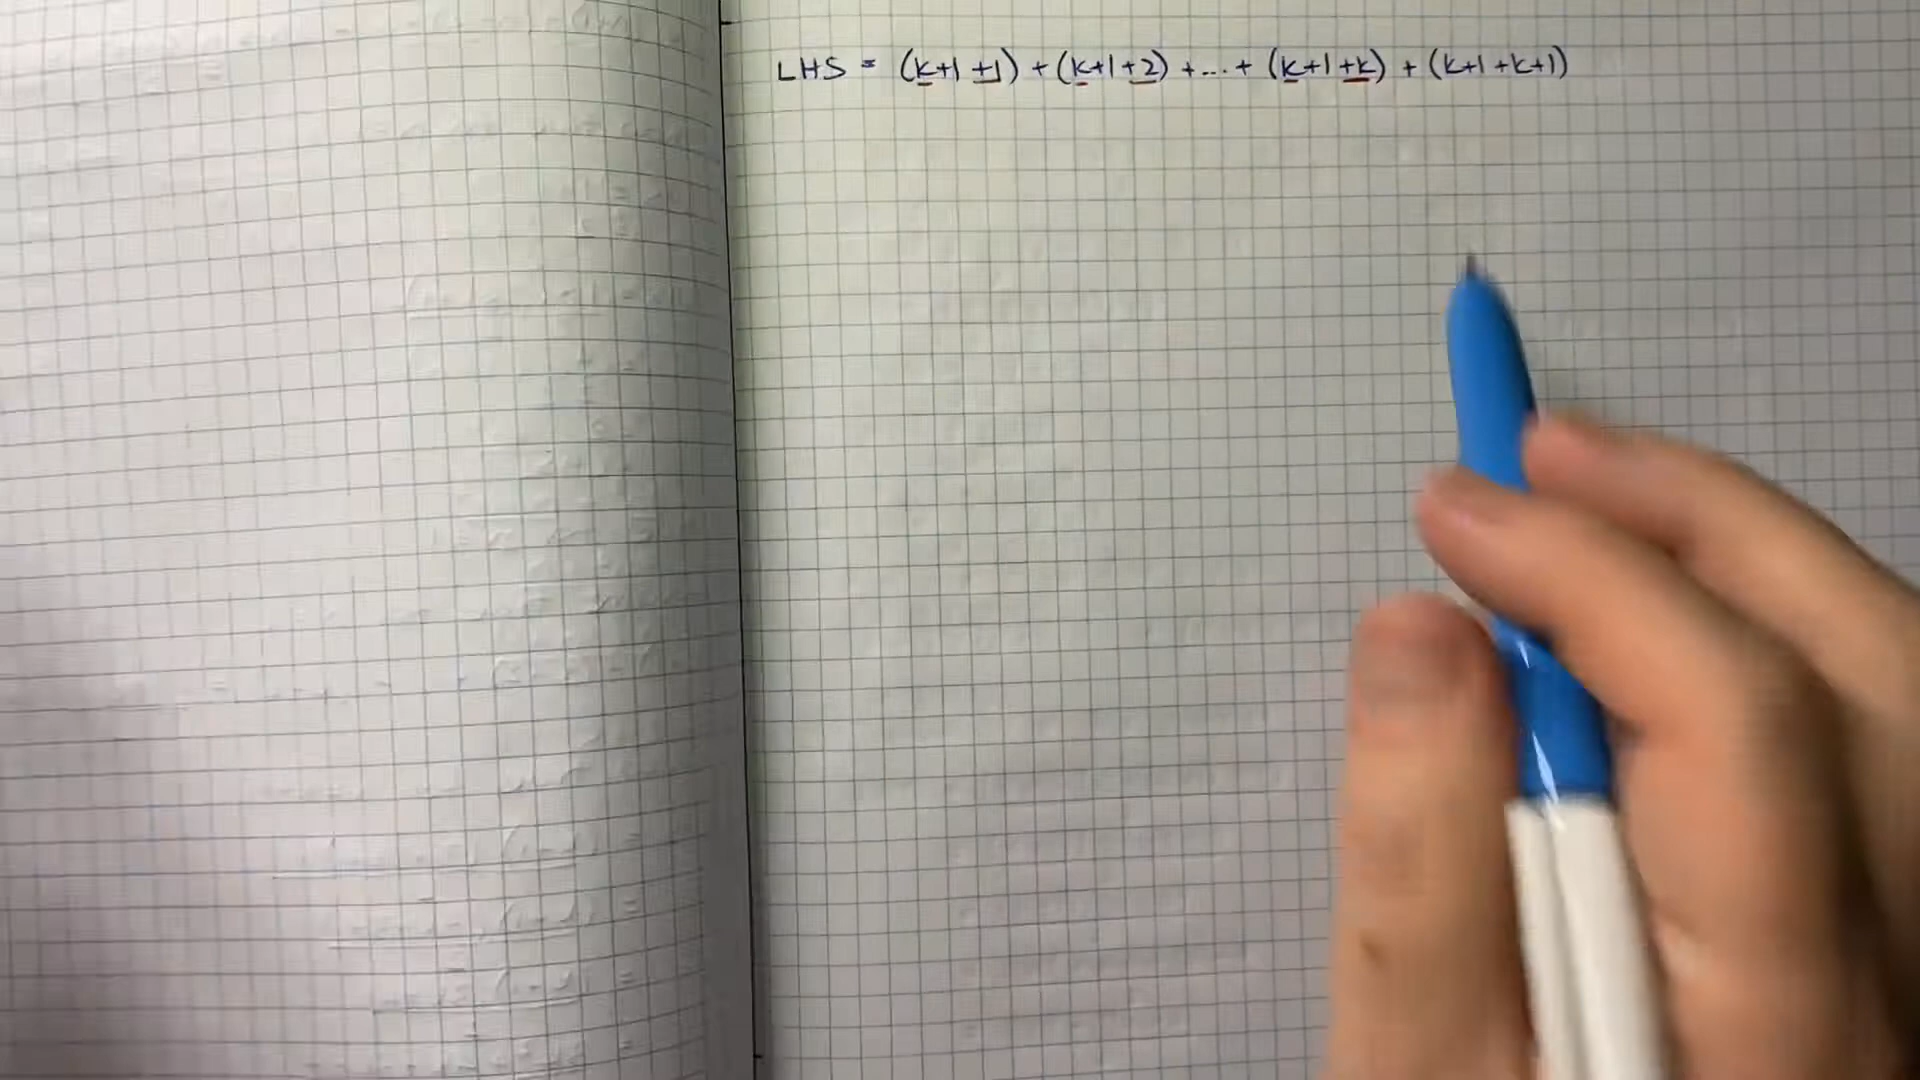 LHS = (k+1+1) + (k+1+2) +...+ (k+1+k) + (k+1+k+1)